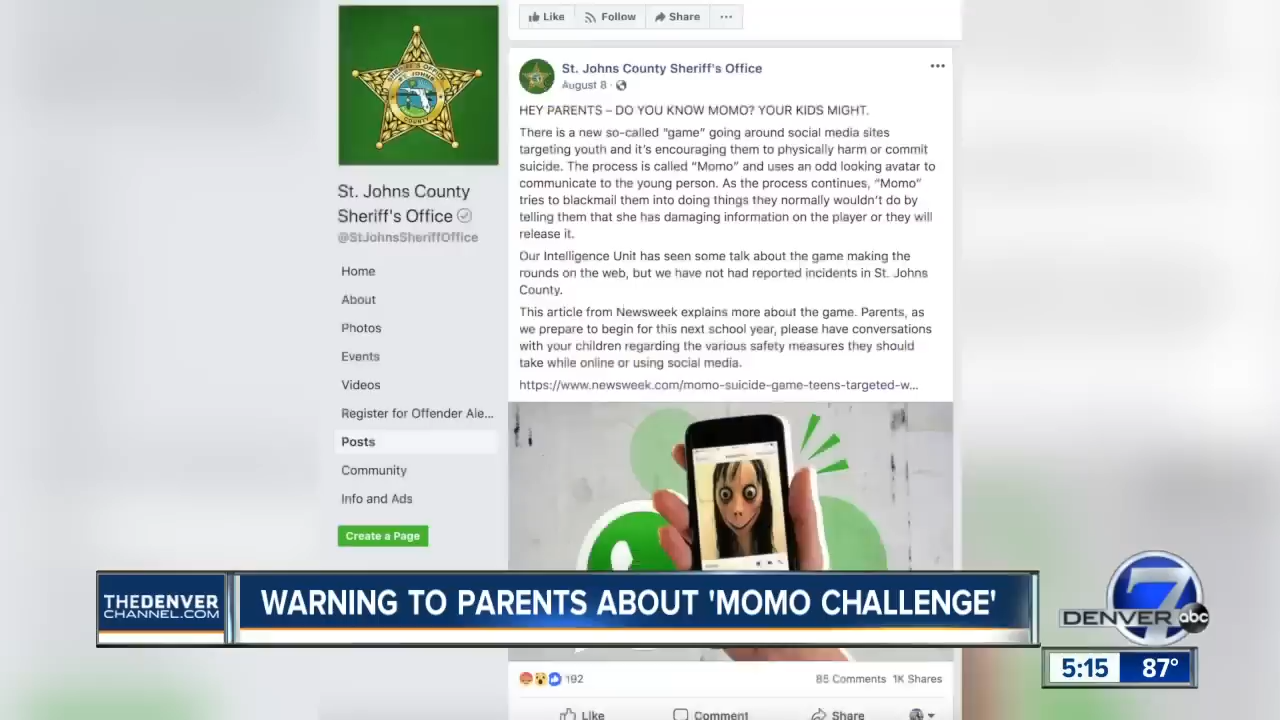 Like
Follow
Share
St. Johns County Sheriff's Office
August 8
HEY PARENTS – DO YOU KNOW MOMO? YOUR KIDS MIGHT.
There is a new so-called "game" going around social media sites
targeting youth and it's encouraging them to physically harm or commit
suicide. The process is called "Momo" and uses an odd looking avatar to
communicate to the young person. As the process continues, "Momo"
tries to blackmail them into doing things they normally wouldn't do by
telling them that she has damaging information on the player or they will
release it.
Our Intelligence Unit has seen some talk about the game making the
rounds on the web, but we have not had reported incidents in St. Johns
County.
This article from Newsweek explains more about the game. Parents, as
we prepare to begin for this next school year, please have conversations
with your children regarding the various safety measures they should
take while online or using social media.
https://www.newsweek.com/momo-suicide-game-teens-targeted-w...
SHERIFF'S OFFICE
ST. JOHNS
COUNTY
St. Johns County
Sheriff's Office
@StJohnsSheriffOffice
Home
About
Photos
Events
Videos
Register for Offender Ale...
Posts
Community
Info and Ads
Create a Page
THEDENVER
CHANNEL.COM
WARNING TO PARENTS ABOUT 'MOMO CHALLENGE'
7
DENVER abc
5:15 87°
192
85 Comments 1K Shares
Like
Comment
Share